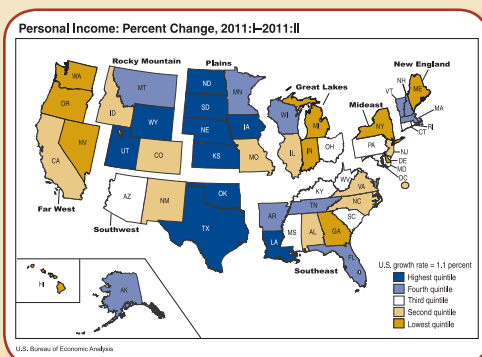 Personal Income: Percent Change, 2011:I–2011:II
Rocky Mountain
Plains
New England
Great Lakes
Mideast
Far West
Southwest
Southeast
WA
OR
CA
NV
HI
AK
MT
ID
WY
UT
CO
ND
SD
NE
KS
MN
IA
MO
AZ
NM
OK
TX
WI
MI
IL
IN
OH
AR
LA
MS
AL
GA
FL
TN
KY
WV
VA
NC
SC
NY
PA
NJ
DE
MD
DC
VT
NH
ME
MA
RI
CT
U.S. growth rate = 1.1 percent
Highest quintile
Fourth quintile
Third quintile
Second quintile
Lowest quintile
U.S. Bureau of Economic Analysis